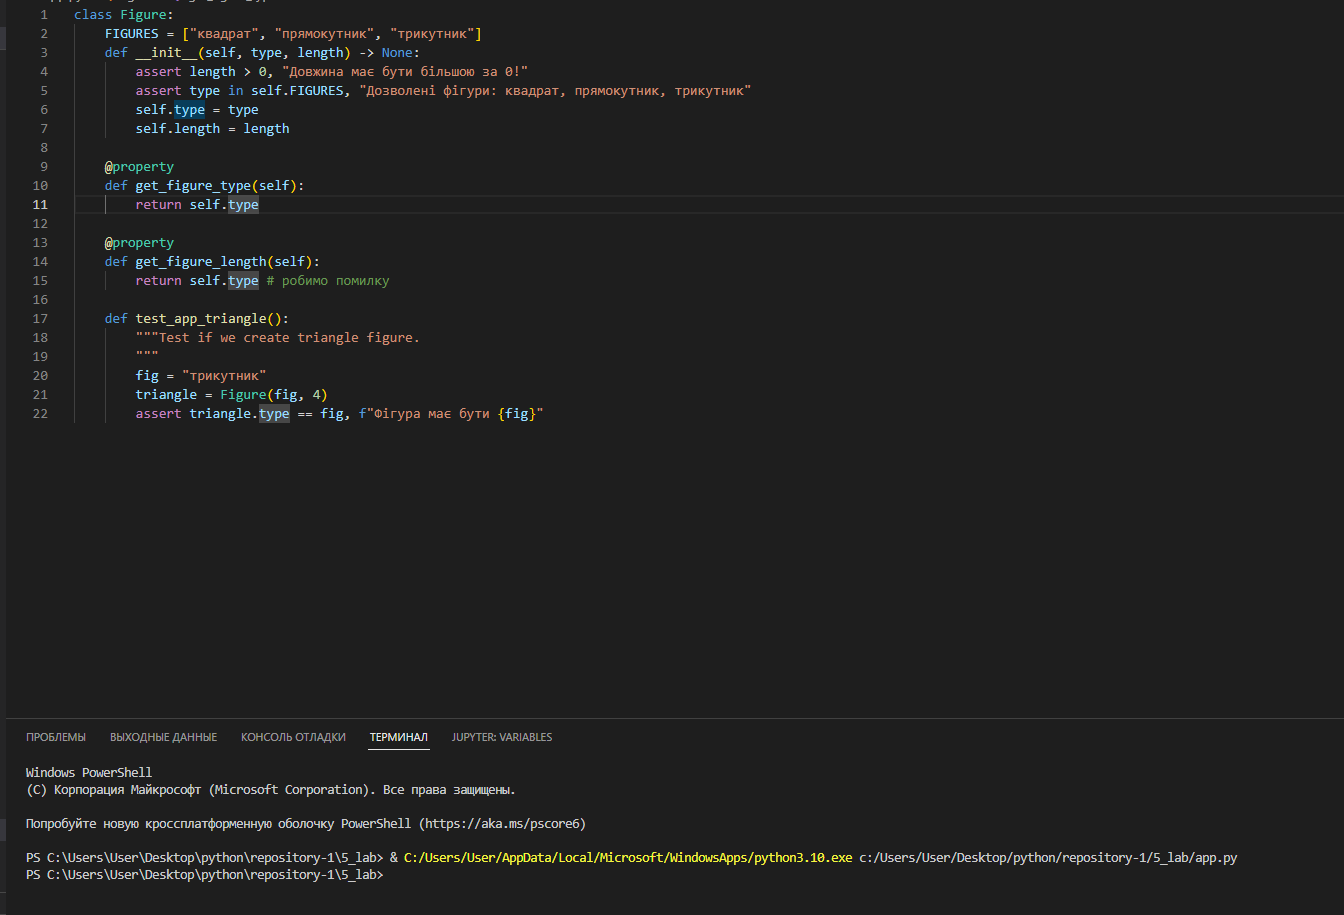 1 class Figure:
2 FIGURES = ["квадрат", "прямокутник", "трикутник"]
3 def __init__(self, type, length) -> None:
4 assert length > 0, "Довжина має бути більшою за 0!"
5 assert type in self.FIGURES, "Дозволені фігури: квадрат, прямокутник, трикутник"
6 self.type = type
7 self.length = length
8
9 @property
10 def get_figure_type(self):
11 return self.type
12
13 @property
14 def get_figure_length(self):
15 return self.type # робимо помилку
16
17 def test_app_triangle():
18 """Test if we create triangle figure.
19 """
20 fig = "трикутник"
21 triangle = Figure(fig, 4)
22 assert triangle.type == fig, f"Фігура має бути {fig}"
ПРОБЛЕМЫ ВЫХОДНЫЕ ДАННЫЕ КОНСОЛЬ ОТЛАДКИ ТЕРМИНАЛ JUPYTER: VARIABLES
Windows PowerShell
(C) Корпорация Майкрософт (Microsoft Corporation). Все права защищены.
Попробуйте новую кроссплатформенную оболочку PowerShell (https://aka.ms/pscore6)
PS C:\Users\User\Desktop\python\repository-1\5_lab> & C:/Users/User/AppData/Local/Microsoft/WindowsApps/python3.10.exe c:/Users/User/Desktop/python/repository-1/5_lab/app.py
PS C:\Users\User\Desktop\python\repository-1\5_lab>